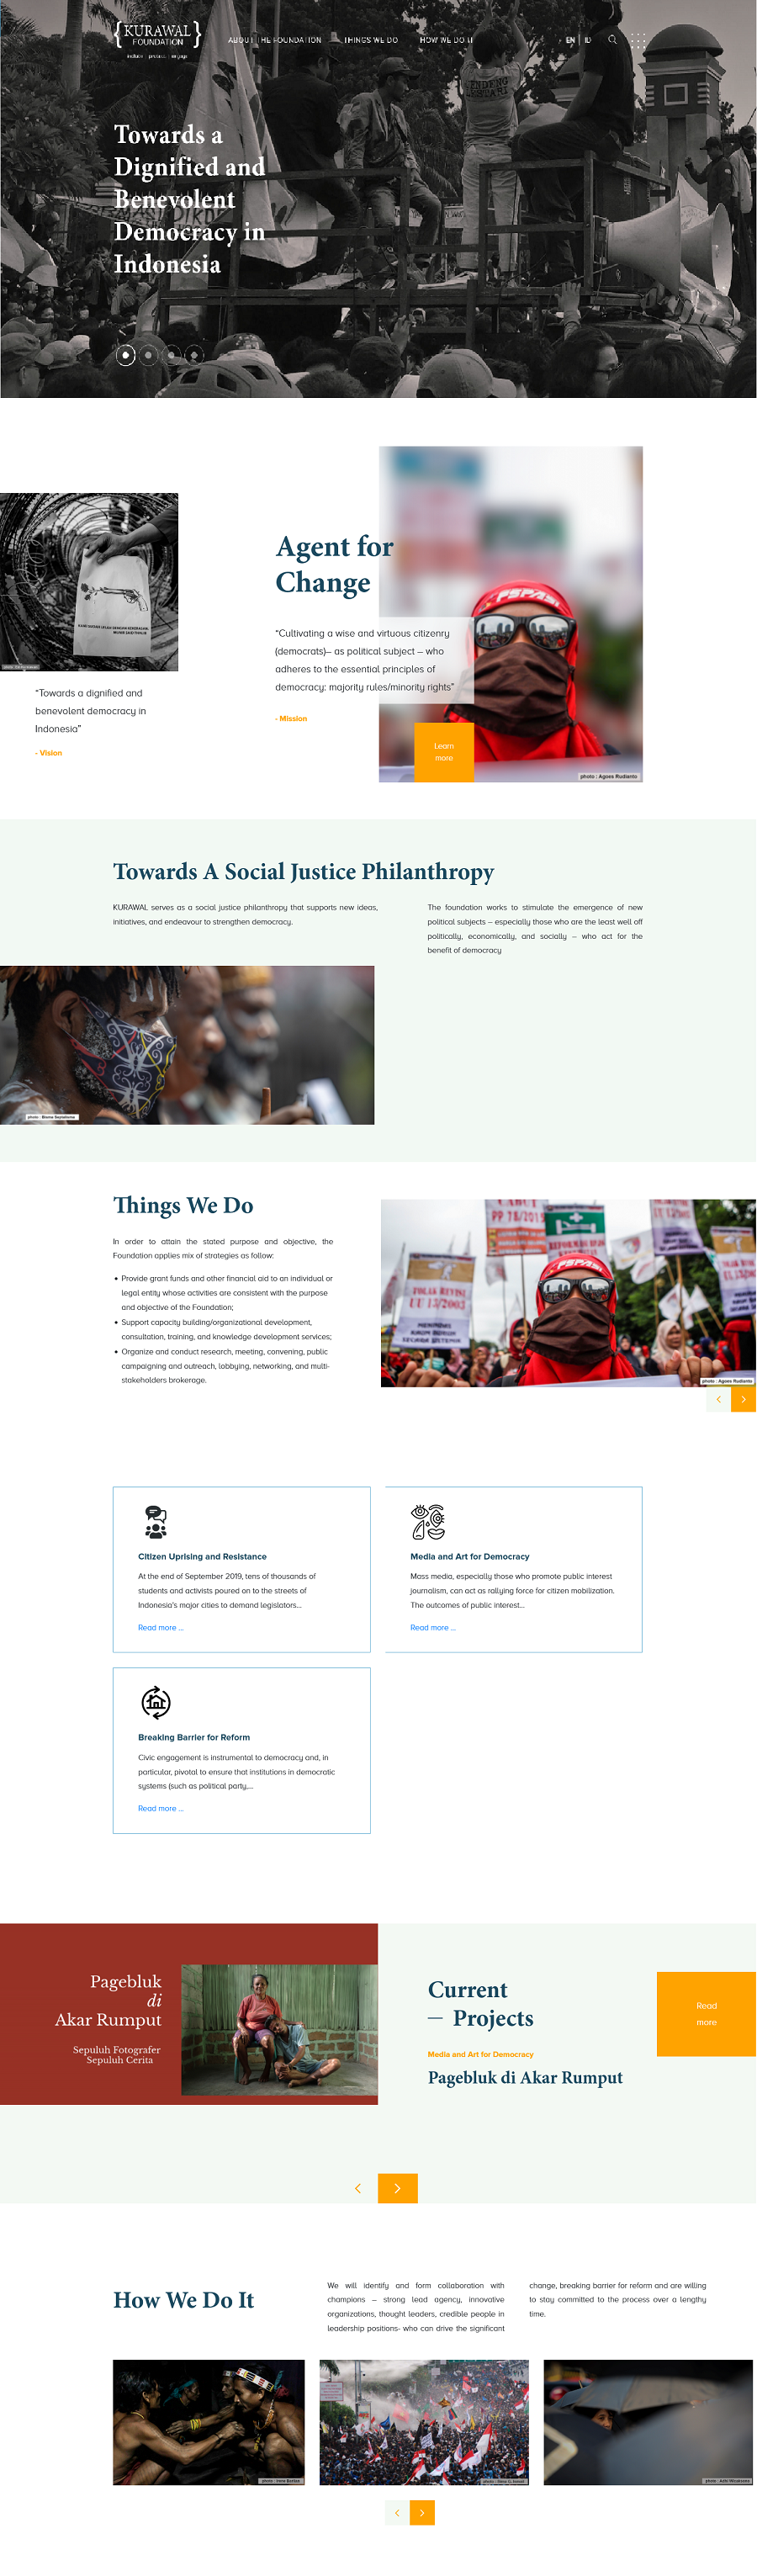 {KURAWAL}
FOUNDATION
include | protect | engage
ABOUT THE FOUNDATION
THINGS WE DO
HOW WE DO IT
EN | ID
Towards a
Dignified and
Benevolent
Democracy in
Indonesia
“Towards a dignified and
benevolent democracy in
Indonesia”
- Vision
Agent for
Change
“Cultivating a wise and virtuous citizenry
(democrats)– as political subject – who
adheres to the essential principles of
democracy: majority rules/minority rights”
- Mission
Learn
more
PSPASI
photo : Agoes Rudianto
Towards A Social Justice Philanthropy
KURAWAL serves as a social justice philanthropy that supports new ideas,
initiatives, and endeavour to strengthen democracy.
The foundation works to stimulate the emergence of new
political subjects – especially those who are the least well off
politically, economically, and socially – who act for the
benefit of democracy
Things We Do
In order to attain the stated purpose and objective, the
Foundation applies mix of strategies as follow:
• Provide grant funds and other financial aid to an individual or
legal entity whose activities are consistent with the purpose
and objective of the Foundation;
• Support capacity building/organizational development,
consultation, training, and knowledge development services;
• Organize and conduct research, meeting, convening, public
campaigning and outreach, lobbying, networking, and multi-
stakeholders brokerage.
PP 78/2015
TOLAK REVISI
UU 13/2003
PSPASI
photo : Agoes Rudianto
Citizen Uprising and Resistance
At the end of September 2019, tens of thousands of
students and activists poured on to the streets of
Indonesia's major cities to demand legislators...
Read more ...
Media and Art for Democracy
Mass media, especially those who promote public interest
journalism, can act as rallying force for citizen mobilization.
The outcomes of public interest...
Read more ...
Breaking Barrier for Reform
Civic engagement is instrumental to democracy and, in
particular, pivotal to ensure that institutions in democratic
systems (such as political party,...
Read more ...
Pagebluk
di
Akar Rumput
Sepuluh Fotografer
Sepuluh Cerita
Current
— Projects
Media and Art for Democracy
Pagebluk di Akar Rumput
Read
more
How We Do It
We will identify and form collaboration with
champions – strong lead agency, innovative
organizations, thought leaders, credible people in
leadership positions- who can drive the significant
change, breaking barrier for reform and are willing
to stay committed to the process over a lengthy
time.